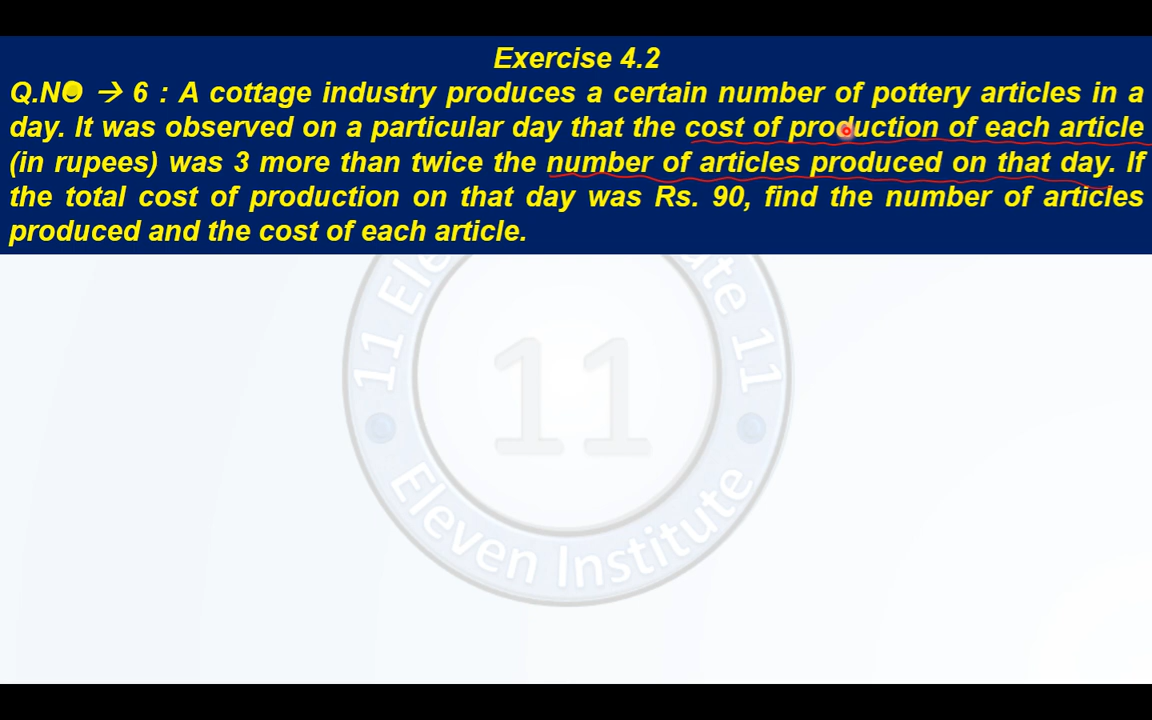 Exercise 4.2
Q.NO → 6 : A cottage industry produces a certain number of pottery articles in a
day. It was observed on a particular day that the cost of production of each article
(in rupees) was 3 more than twice the number of articles produced on that day. If
the total cost of production on that day was Rs. 90, find the number of articles
produced and the cost of each article.
11 Ele ute 11
11
Eleven Institute